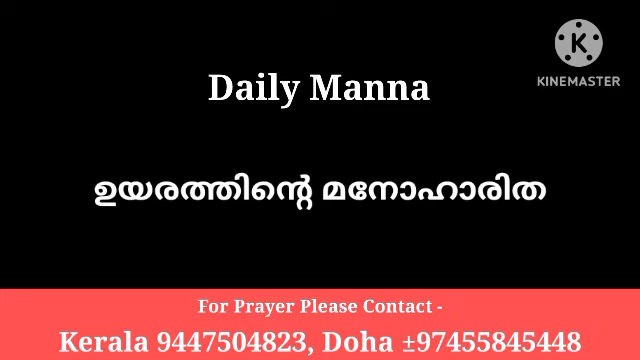 KINEMASTER
Daily Manna
ഉയരത്തിന്റെ മനോഹാരിത
For Prayer Please Contact -
Kerala 9447504823, Doha ±97455845448